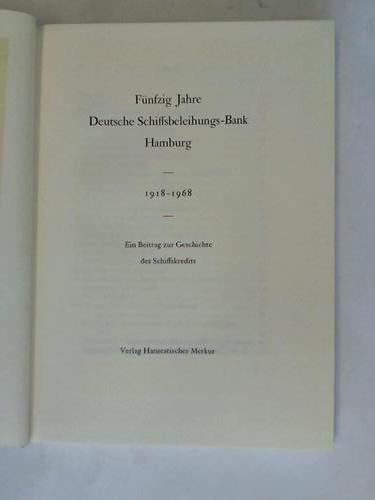 Fünfzig Jahre
Deutsche Schiffsbeleihungs-Bank
Hamburg
1918–1968
Ein Beitrag zur Geschichte
des Schiffskredits
Verlag Hanseatischer Merkur